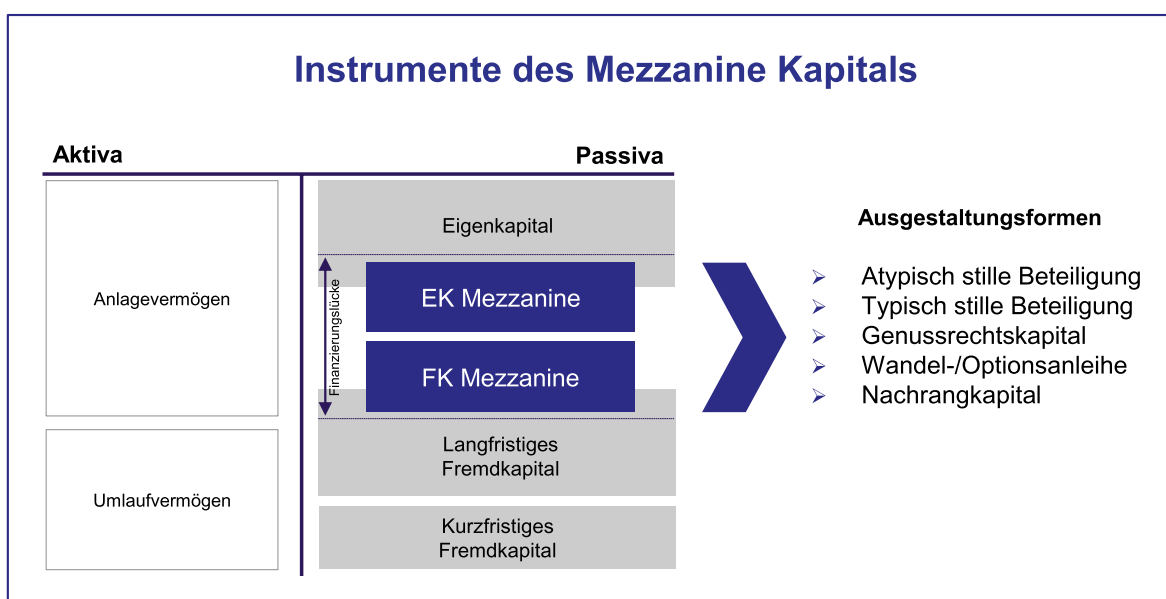 Instrumente des Mezzanine Kapitals
Aktiva
Passiva
Anlagevermögen
Umlaufvermögen
Eigenkapital
Finanzierungslücke
EK Mezzanine
FK Mezzanine
Langfristiges
Fremdkapital
Kurzfristiges
Fremdkapital
Ausgestaltungsformen
Atypisch stille Beteiligung
Typisch stille Beteiligung
Genussrechtskapital
Wandel-/Optionsanleihe
Nachrangkapital